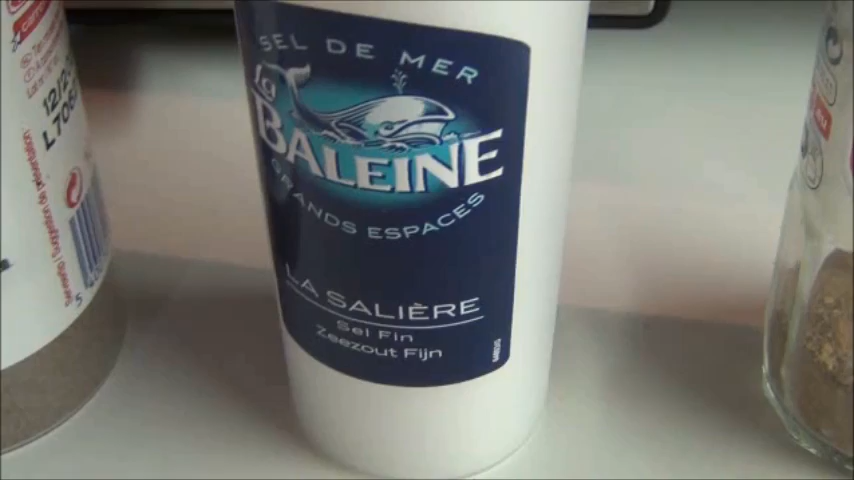 SEL DE MER
la
BALEINE
GRANDS ESPACES
LA SALIÈRE
Sel Fin
Zeezout Fijn